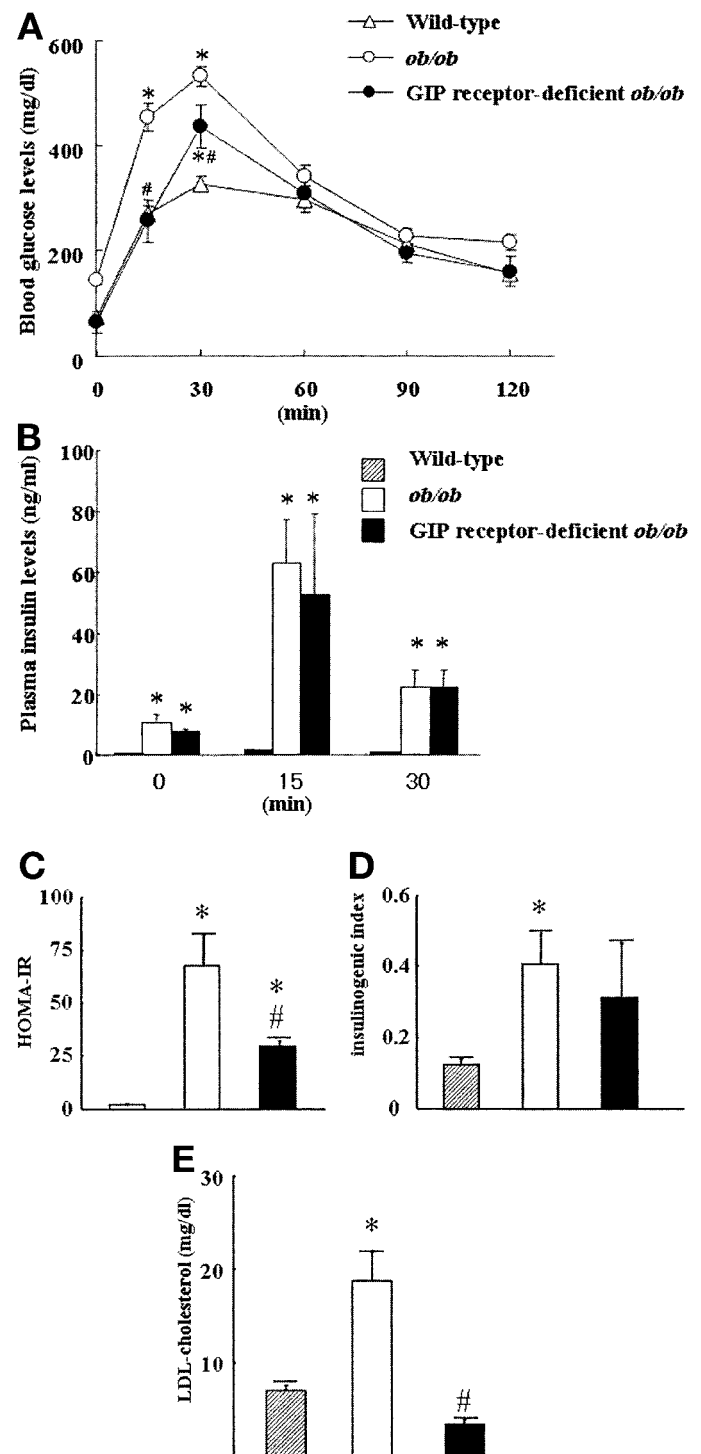 A
Blood glucose levels (mg/dl)
600
400
200
0
Wild-type
ob/ob
GIP receptor-deficient ob/ob
*
*
#
*#
0 30 60 90 120
(min)
B
Plasma insulin levels (ng/ml)
100
80
60
40
20
0
Wild-type
ob/ob
GIP receptor-deficient ob/ob
* *
* *
* *
0 15 30
(min)
C
HOMA-IR
100
75
50
25
0
*
*
#
D
insulinogenic index
0.6
0.4
0.2
0
*
E
LDL-cholesterol (mg/dl)
30
20
10
*
#